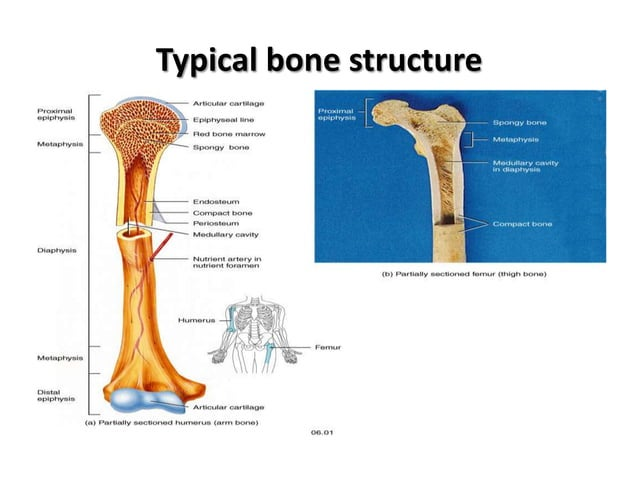 Typical bone structure
Proximal
epiphysis
Metaphysis
Diaphysis
Metaphysis
Distal
epiphysis
Articular cartilage
Epiphyseal line
Red bone marrow
Spongy bone
Endosteum
Compact bone
Periosteum
Medullary cavity
Nutrient artery in
nutrient foramen
Humerus
Femur
Articular cartilage
(a) Partially sectioned humerus (arm bone)
Proximal
epiphysis
Spongy bone
Metaphysis
Medullary cavity
in diaphysis
Compact bone
(b) Partially sectioned femur (thigh bone)
06.01